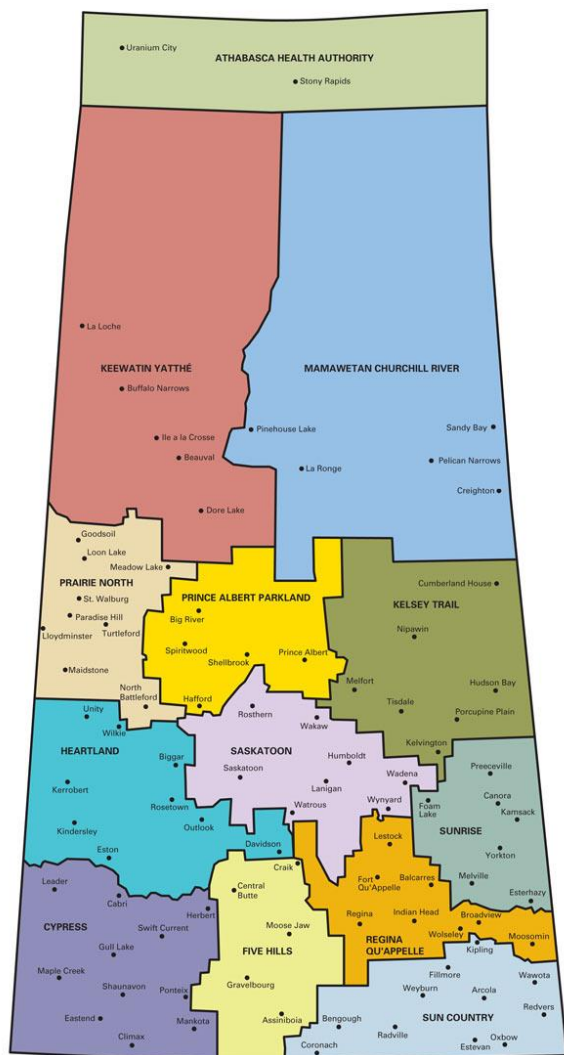 Uranium City
ATHABASCA HEALTH AUTHORITY
Stony Rapids
La Loche
KEEWATIN YATTHÉ
MAMAWETAN CHURCHILL RIVER
Buffalo Narrows
Pinehouse Lake
Sandy Bay
Ile a la Crosse
Beauval
La Ronge
Pelican Narrows
Creighton
Dore Lake
Goodsoil
Loon Lake
Meadow Lake
PRAIRIE NORTH
St. Walburg
Paradise Hill
Lloydminster
Turtleford
Maidstone
North
Battleford
PRINCE ALBERT PARKLAND
Big River
Spiritwood
Shellbrook
Prince Albert
Hafford
Cumberland House
KELSEY TRAIL
Nipawin
Melfort
Hudson Bay
Tisdale
Porcupine Plain
Kelvington
Unity
Wilkie
HEARTLAND
Biggar
Kerrobert
Rosetown
Kindersley
Outlook
Eston
Davidson
Rosthern
Wakaw
SASKATOON
Humboldt
Saskatoon
Lanigan
Wadena
Watrous
Wynyard
Preeceville
Foam
Lake
Canora
Kamsack
SUNRISE
Yorkton
Melville
Esterhazy
Leader
Cabri
Herbert
CYPRESS
Swift Current
Gull Lake
Maple Creek
Shaunavon
Ponteix
Eastend
Mankota
Climax
Craik
Central
Butte
Moose Jaw
FIVE HILLS
Gravelbourg
Assiniboia
Lestock
Fort
Qu'Appelle
Balcarres
Regina
Indian Head
Broadview
Wolseley
Moosomin
REGINA
QU'APPELLE
Kipling
Fillmore
Wawota
Weyburn
Arcola
Redvers
Bengough
SUN COUNTRY
Radville
Oxbow
Coronach
Estevan